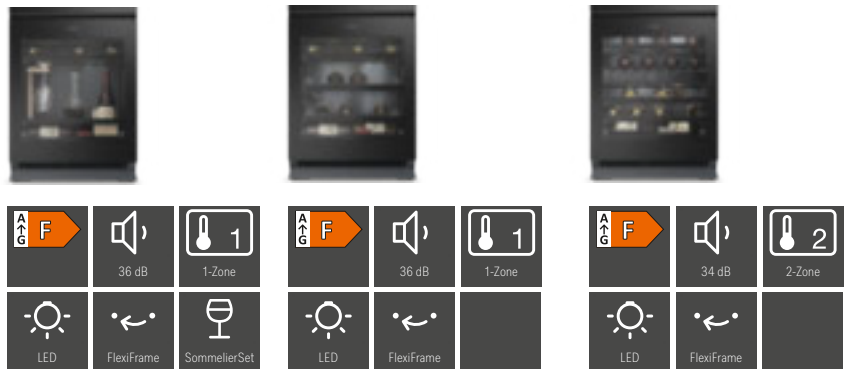 A
G
F
1
A
G
F
1
A
G
F
2
36 dB
1-Zone
36 dB
1-Zone
34 dB
2-Zone
LED
FlexiFrame
SommelierSet
LED
FlexiFrame
LED
FlexiFrame